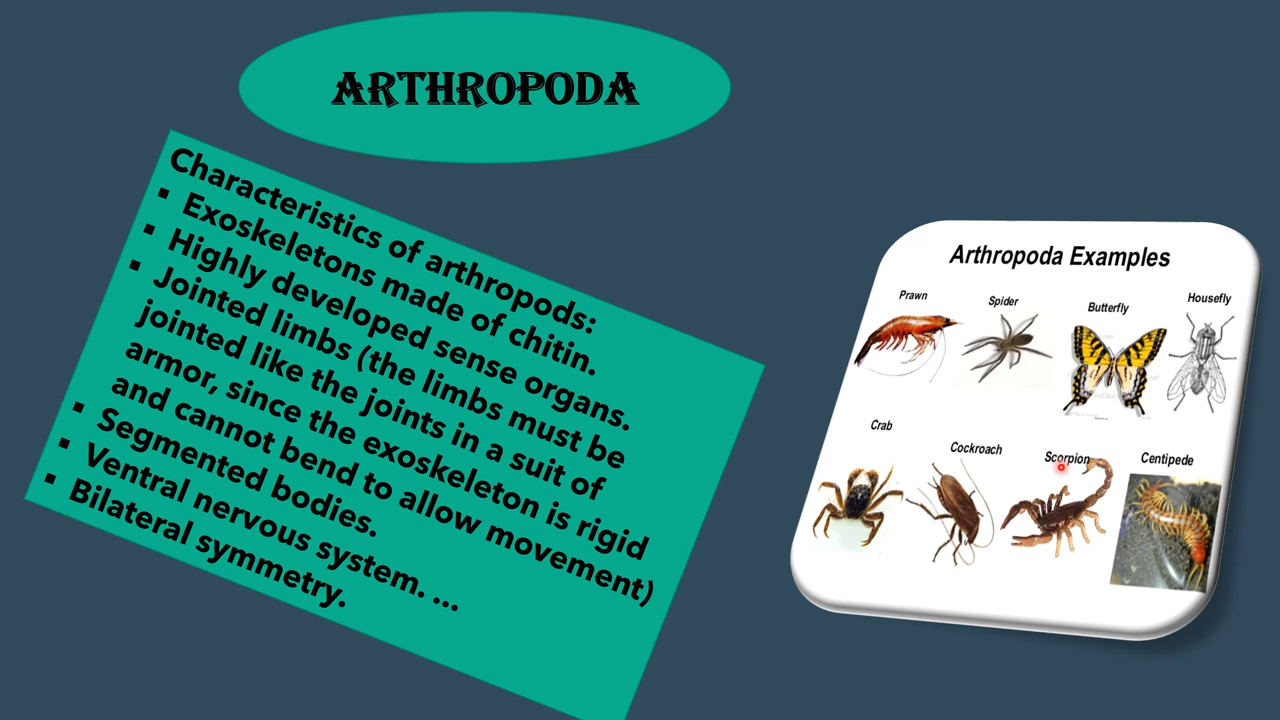 ARTHROPODA
Characteristics of arthropods:
▪ Exoskeletons made of chitin.
▪ Highly developed sense organs.
▪ Jointed limbs (the limbs must be
jointed like the joints in a suit of
armor, since the exoskeleton is rigid
and cannot bend to allow movement)
▪ Segmented bodies.
▪ Ventral nervous system. ...
▪ Bilateral symmetry.
Arthropoda Examples
Prawn
Spider
Butterfly
Housefly
Crab
Cockroach
Scorpion
Centipede